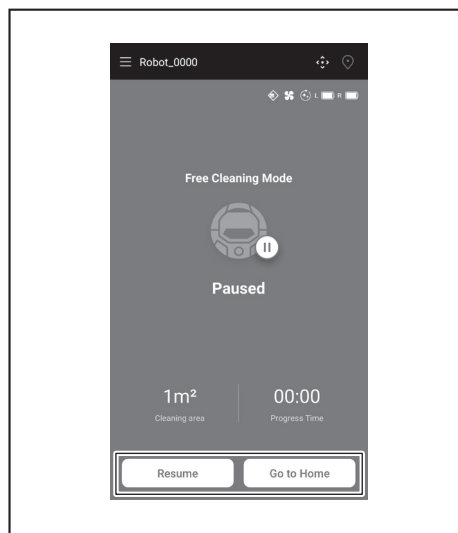 Robot_0000
L R
Free Cleaning Mode
Paused
1m² 00:00
Cleaning area Progress Time
Resume Go to Home